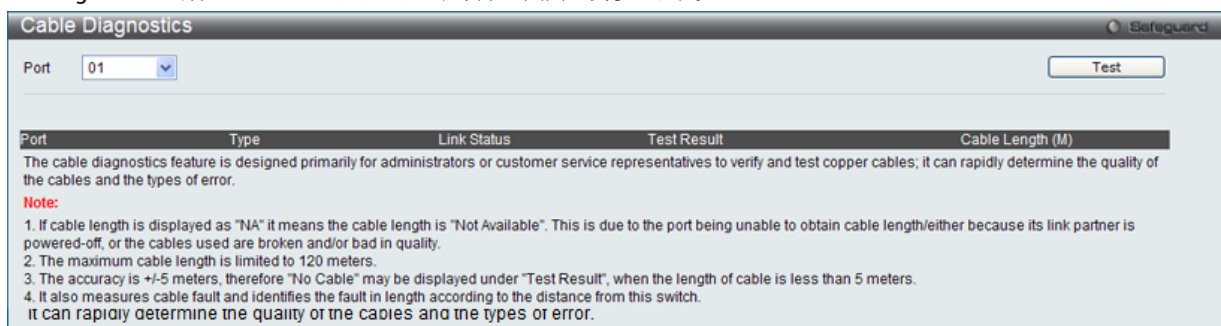 Cable Diagnostics
Safeguard
Port 01
Test
Port Type Link Status Test Result Cable Length (M)
The cable diagnostics feature is designed primarily for administrators or customer service representatives to verify and test copper cables; it can rapidly determine the quality of
the cables and the types of error.
Note:
1. If cable length is displayed as "NA" it means the cable length is "Not Available". This is due to the port being unable to obtain cable length/either because its link partner is
powered-off, or the cables used are broken and/or bad in quality.
2. The maximum cable length is limited to 120 meters.
3. The accuracy is +/-5 meters, therefore "No Cable" may be displayed under "Test Result", when the length of cable is less than 5 meters.
4. It also measures cable fault and identifies the fault in length according to the distance from this switch.
it can rapidly determine the quality of the cables and the types of error.